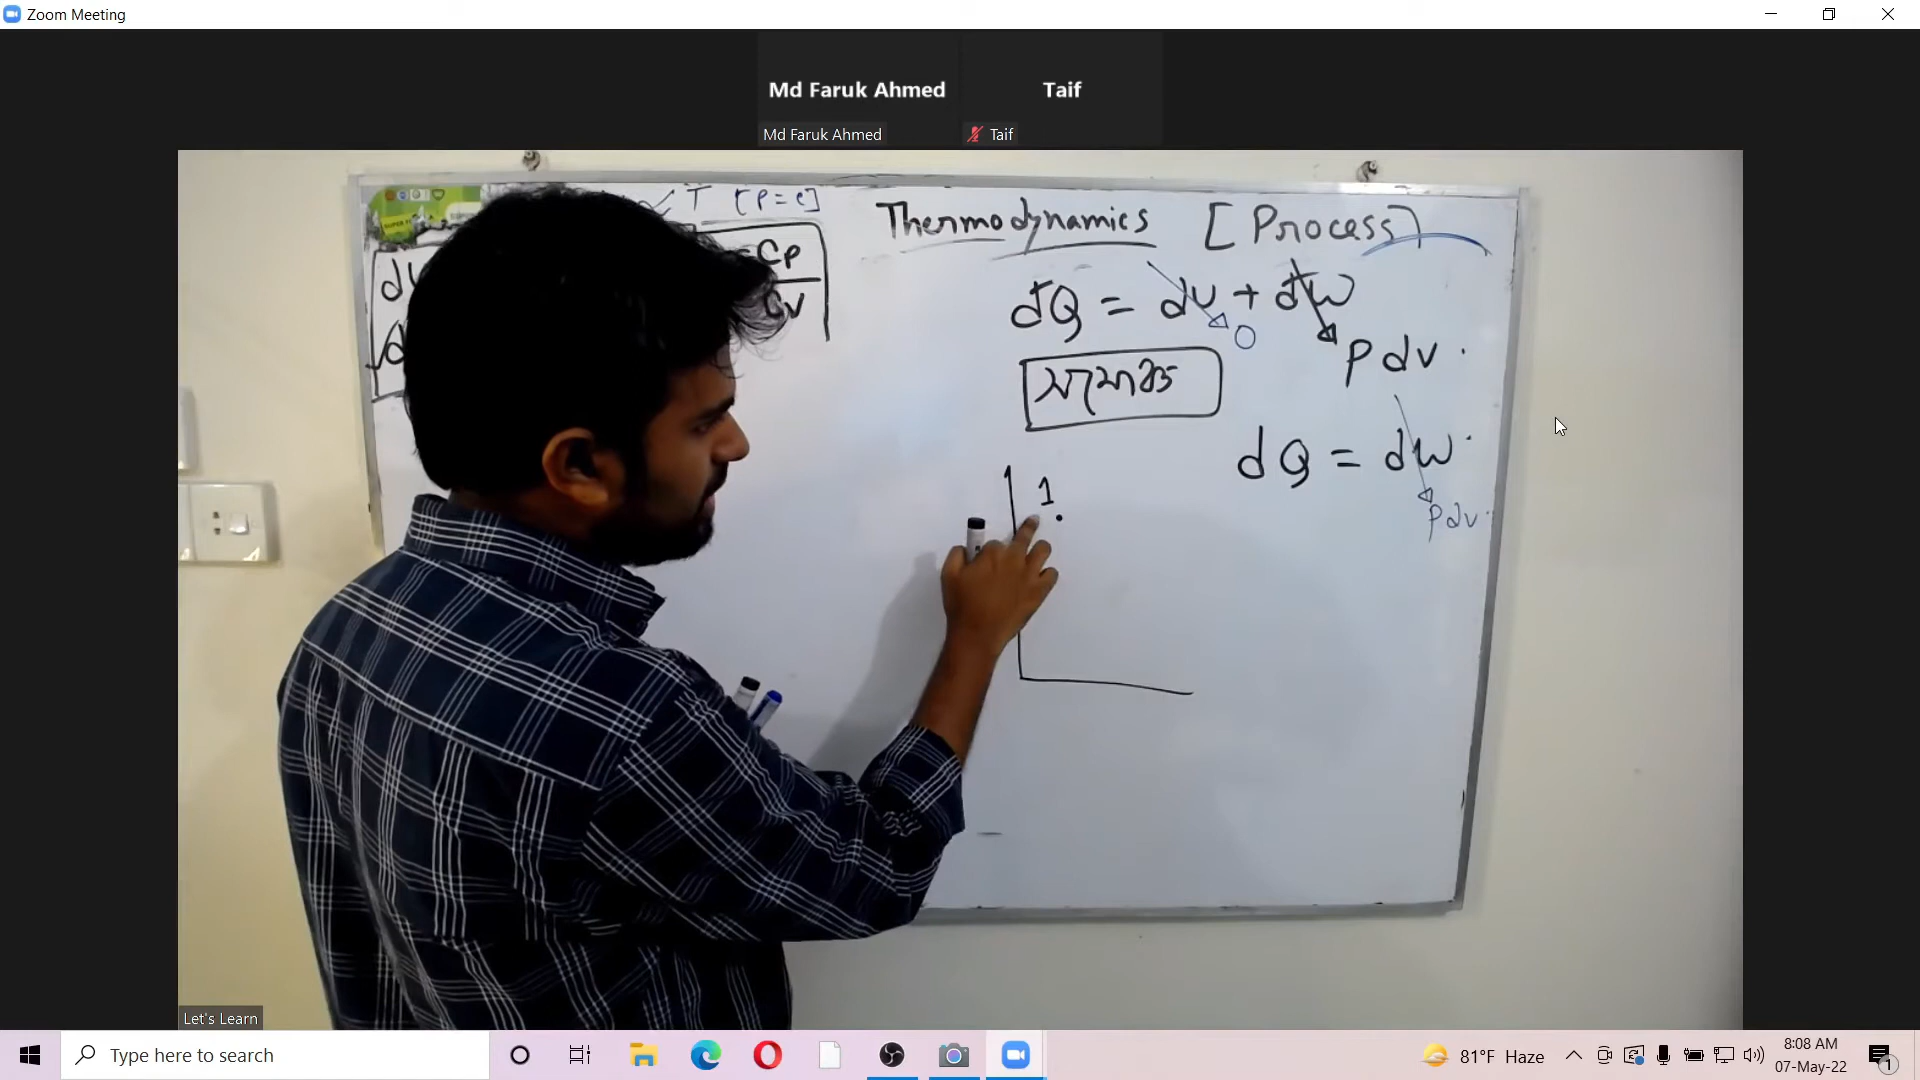 Zoom Meeting
Md Faruk Ahmed
Taif
Md Faruk Ahmed
Taif
T [P = c]
Thermodynamics [Process]
Cp
Cv
dQ = du + dw
0
Pdv.
সমোষ্ণ
dQ = dw.
Pdv.
1
Let's Learn
Type here to search
81°F Haze
8:08 AM
07-May-22
1